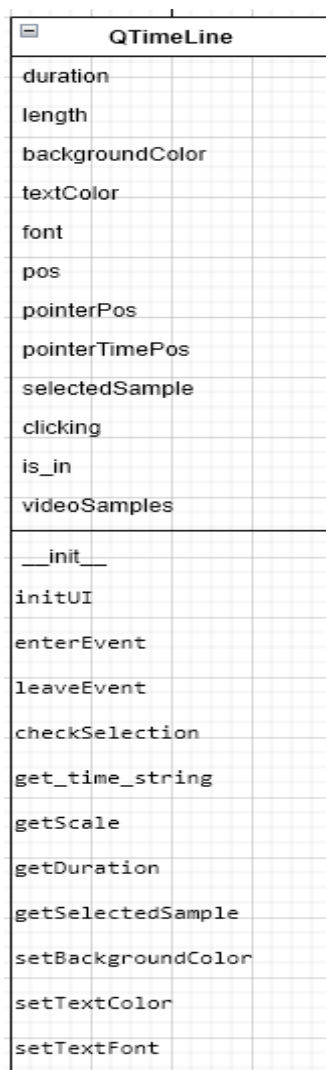 QTimeLine
duration
length
backgroundColor
textColor
font
pos
pointerPos
pointerTimePos
selectedSample
clicking
is_in
videoSamples
__init__
initUI
enterEvent
leaveEvent
checkSelection
get_time_string
getScale
getDuration
getSelectedSample
setBackgroundColor
setTextColor
setTextFont